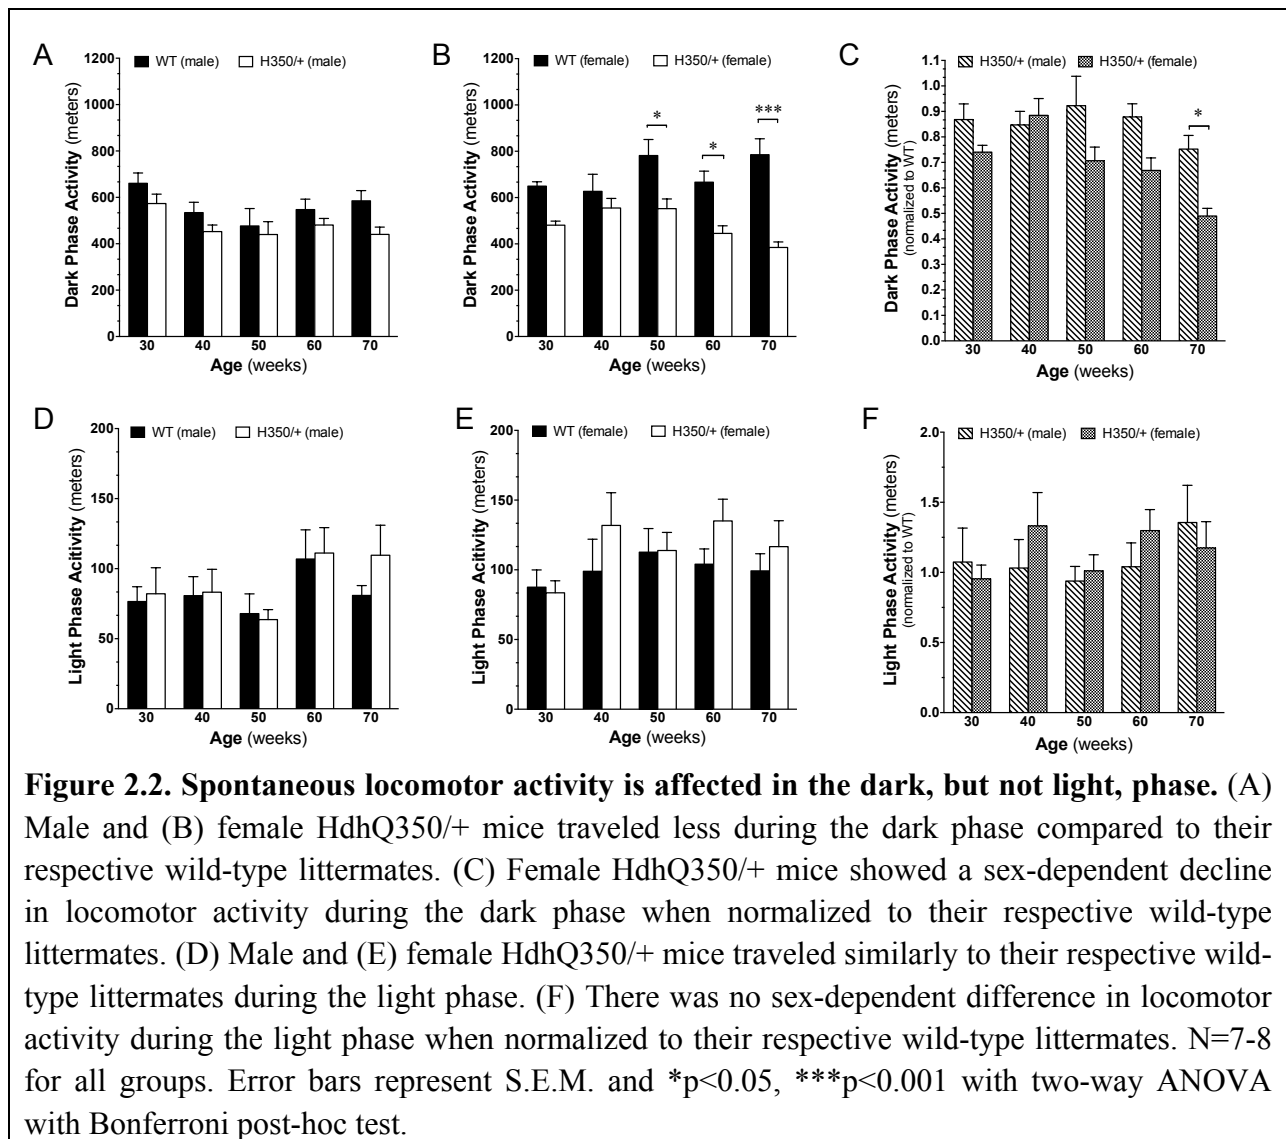 A
WT (male) H350/+ (male)
1200
1000
800
600
400
200
0
Dark Phase Activity (meters)
30 40 50 60 70
Age (weeks)
B
WT (female) H350/+ (female)
1200
1000
800
600
400
200
0
Dark Phase Activity (meters)
* * ***
30 40 50 60 70
Age (weeks)
C
H350/+ (male) H350/+ (female)
1.1
1.0
0.9
0.8
0.7
0.6
0.5
0.4
0.3
0.2
0.1
0.0
Dark Phase Activity (meters)
(normalized to WT)
*
30 40 50 60 70
Age (weeks)
D
WT (male) H350/+ (male)
200
150
100
50
0
Light Phase Acitivity (meters)
30 40 50 60 70
Age (weeks)
E
WT (female) H350/+ (female)
200
150
100
50
0
Light Phase Acitivity (meters)
30 40 50 60 70
Age (weeks)
F
H350/+ (male) H350/+ (female)
2.0
1.5
1.0
0.5
0.0
Light Phase Activity (meters)
(normalized to WT)
30 40 50 60 70
Age (weeks)
Figure 2.2. Spontaneous locomotor activity is affected in the dark, but not light, phase. (A)
Male and (B) female HdhQ350/+ mice traveled less during the dark phase compared to their
respective wild-type littermates. (C) Female HdhQ350/+ mice showed a sex-dependent decline
in locomotor activity during the dark phase when normalized to their respective wild-type
littermates. (D) Male and (E) female HdhQ350/+ mice traveled similarly to their respective wild-
type littermates during the light phase. (F) There was no sex-dependent difference in locomotor
activity during the light phase when normalized to their respective wild-type littermates. N=7-8
for all groups. Error bars represent S.E.M. and *p<0.05, ***p<0.001 with two-way ANOVA
with Bonferroni post-hoc test.